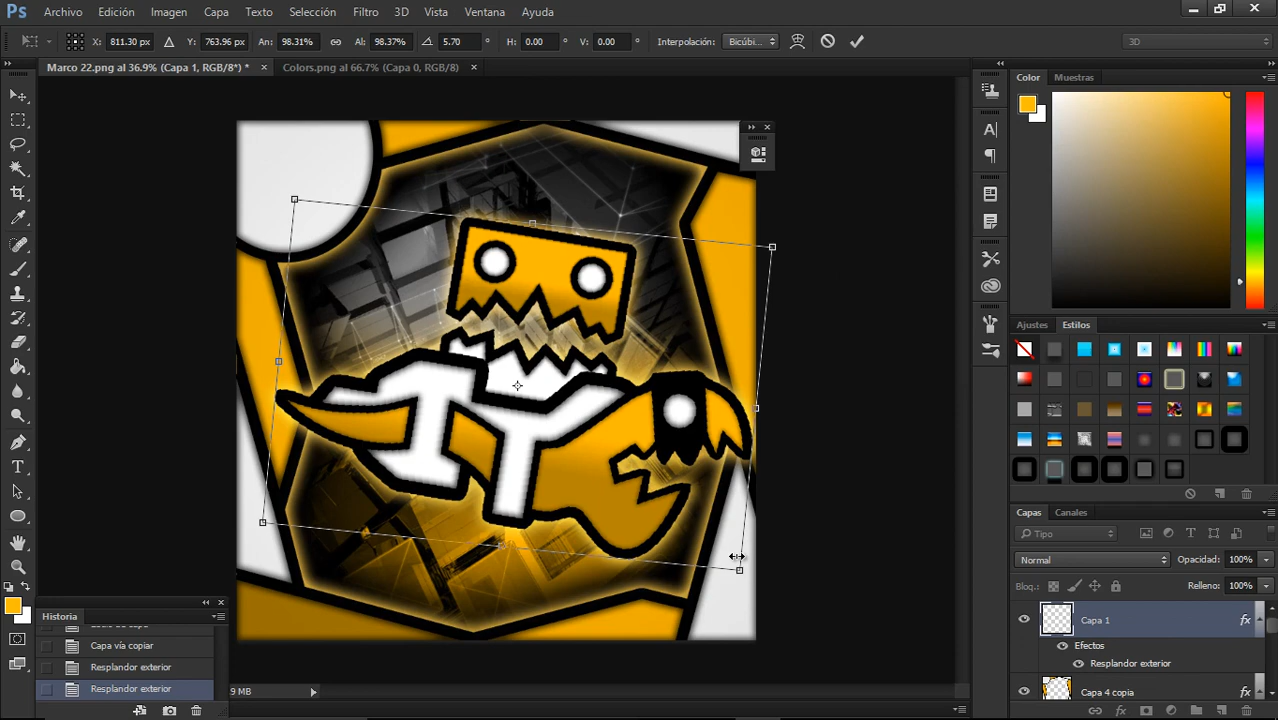 Ps Archivo Edición Imagen Capa Texto Selección Filtro 3D Vista Ventana Ayuda
X: 811.30 px Y: 763.96 px An: 98.31% Al: 98.37% 5.70 ° H: 0.00 ° V: 0.00 ° Interpolación: Bicúbi... 3D
Marco 22.png al 36.9% (Capa 1, RGB/8*) * × Colors.png al 66.7% (Capa 0, RGB/8) ×
Color Muestras
Ajustes Estilos
Capas Canales
Tipo
Normal Opacidad: 100%
Bloq.: Relleno: 100%
Capa 1 fx
Efectos
Resplandor exterior
Capa 4 copia fx
Historia
Capa vía copiar
Resplandor exterior
Resplandor exterior
9 MB